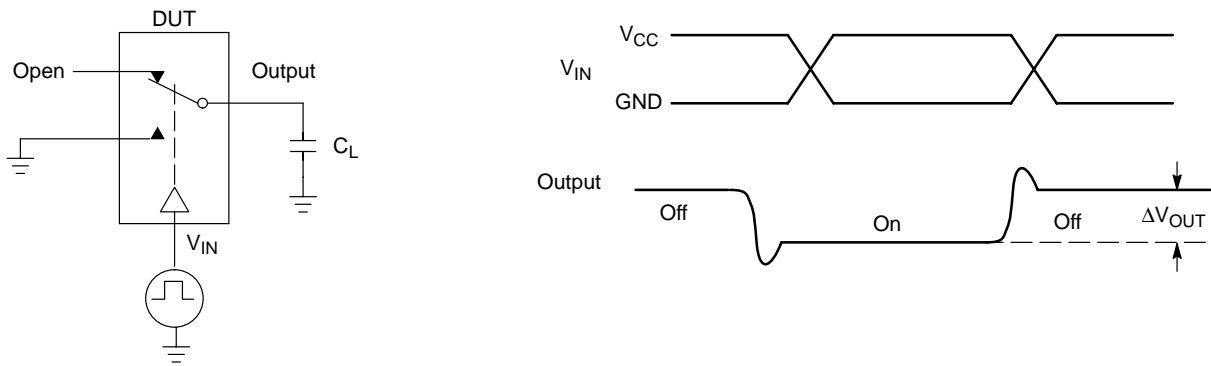 DUT
Open
Output
C_L
V_IN
V_CC
V_IN
GND
Output
Off
On
Off
ΔV_OUT